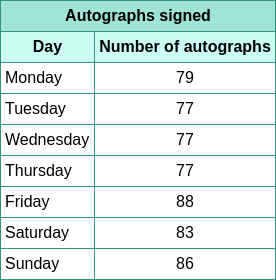 Autographs signed
Day Number of autographs
Monday 79
Tuesday 77
Wednesday 77
Thursday 77
Friday 88
Saturday 83
Sunday 86